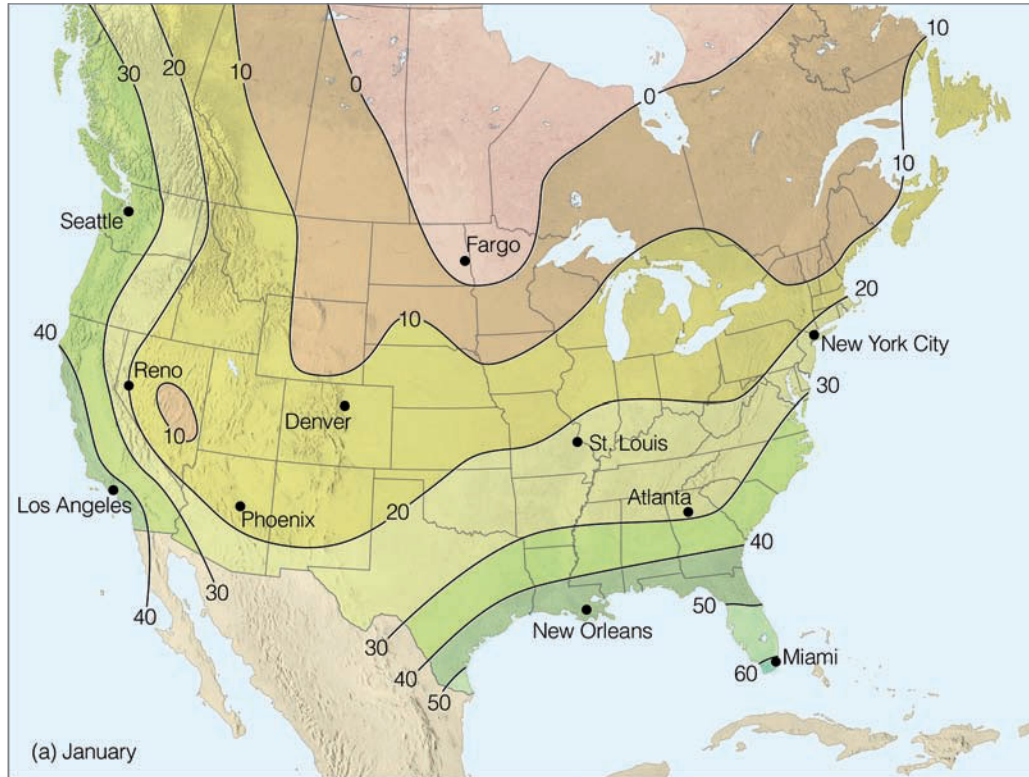 10
30
20
10
0
0
10
Seattle
Fargo
20
40
10
New York City
Reno
30
Denver
10
St. Louis
Atlanta
Los Angeles
Phoenix
20
40
30
50
40
New Orleans
30
Miami
60
40
50
(a) January